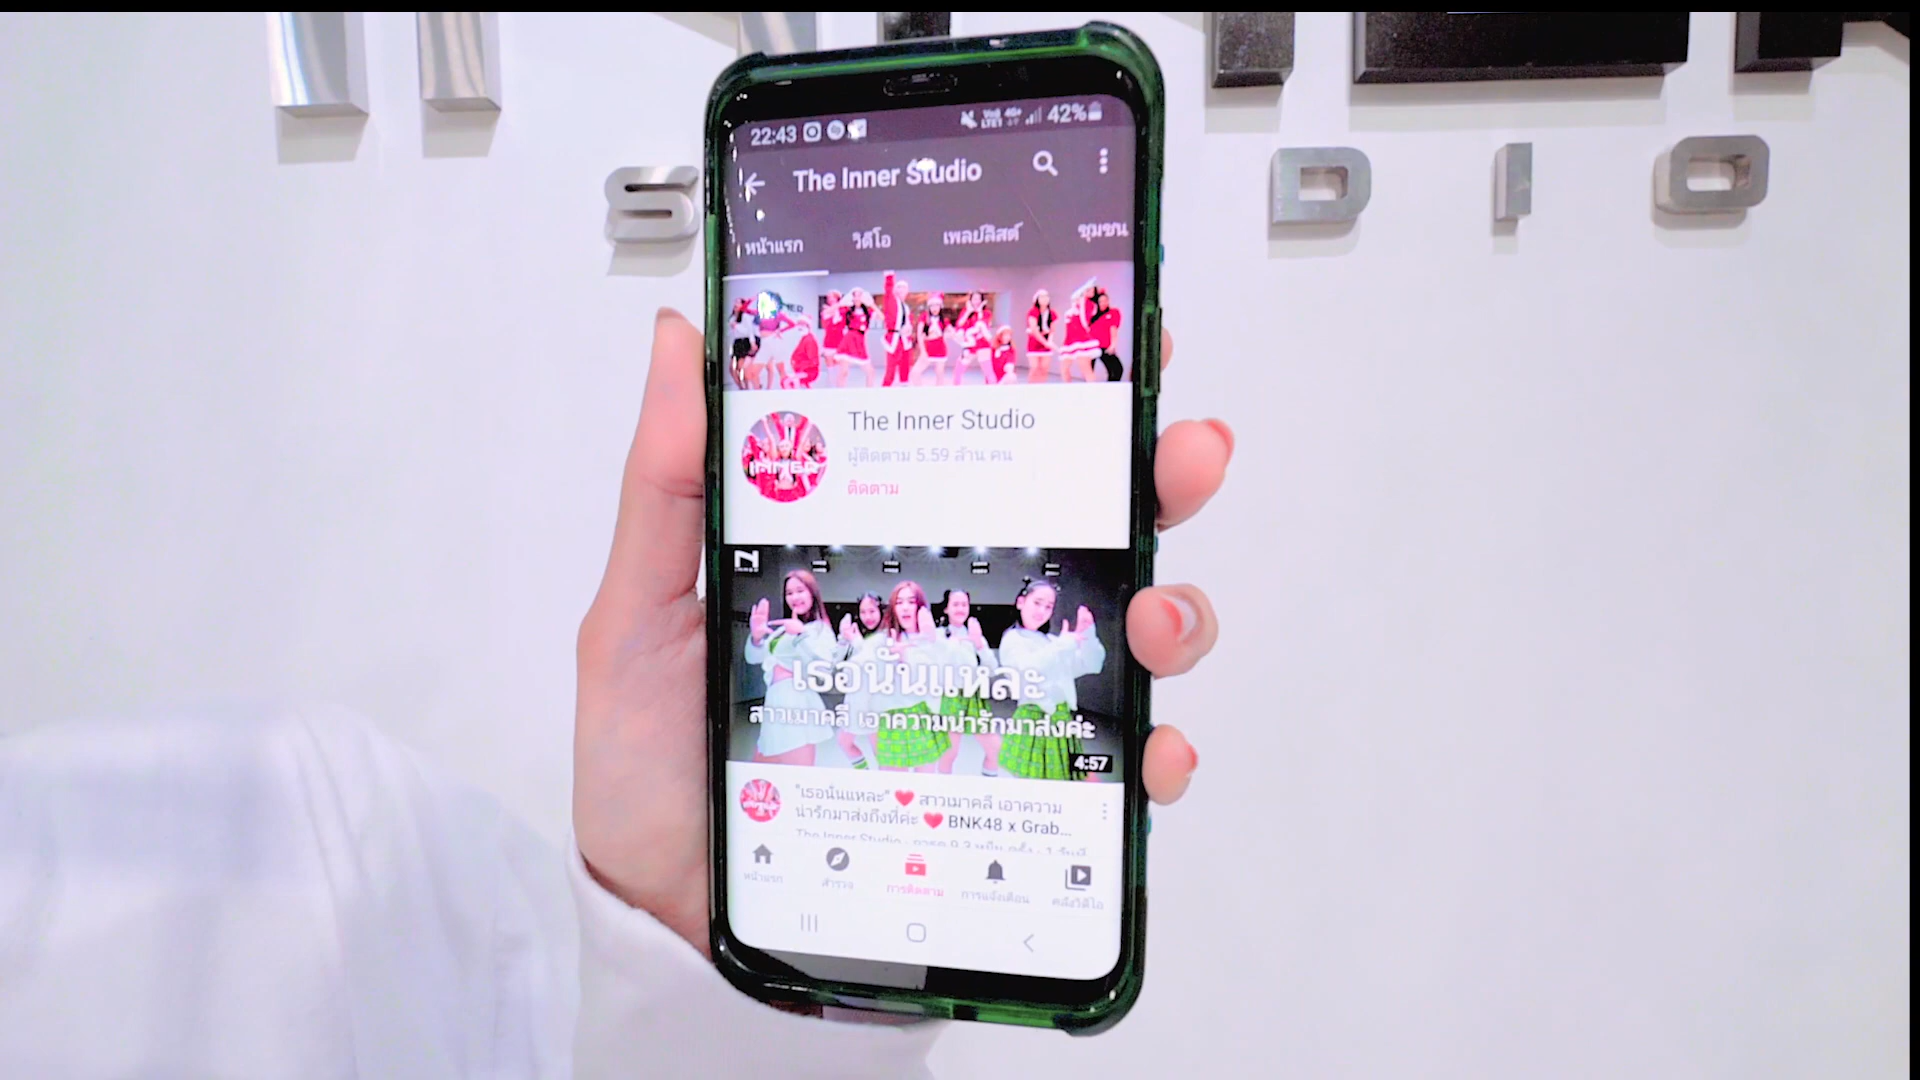 S DIO
22:43 42%
The Inner Studio
หน้าแรก วิดีโอ เพลย์ลิสต์ ชุมชน
The Inner Studio
ผู้ติดตาม 5.59 ล้าน คน
ติดตาม
INNER
เธอนั่นแหละ
สาวเมาคลี เอาความน่ารักมาส่งค่ะ
4:57
"เธอนั่นแหละ" ❤️ สาวเมาคลี เอาความ
น่ารักมาส่งถึงที่ค่ะ ❤️ BNK48 x Grab...
หน้าแรก สำรวจ การติดตาม การแจ้งเตือน คลังวิดีโอ